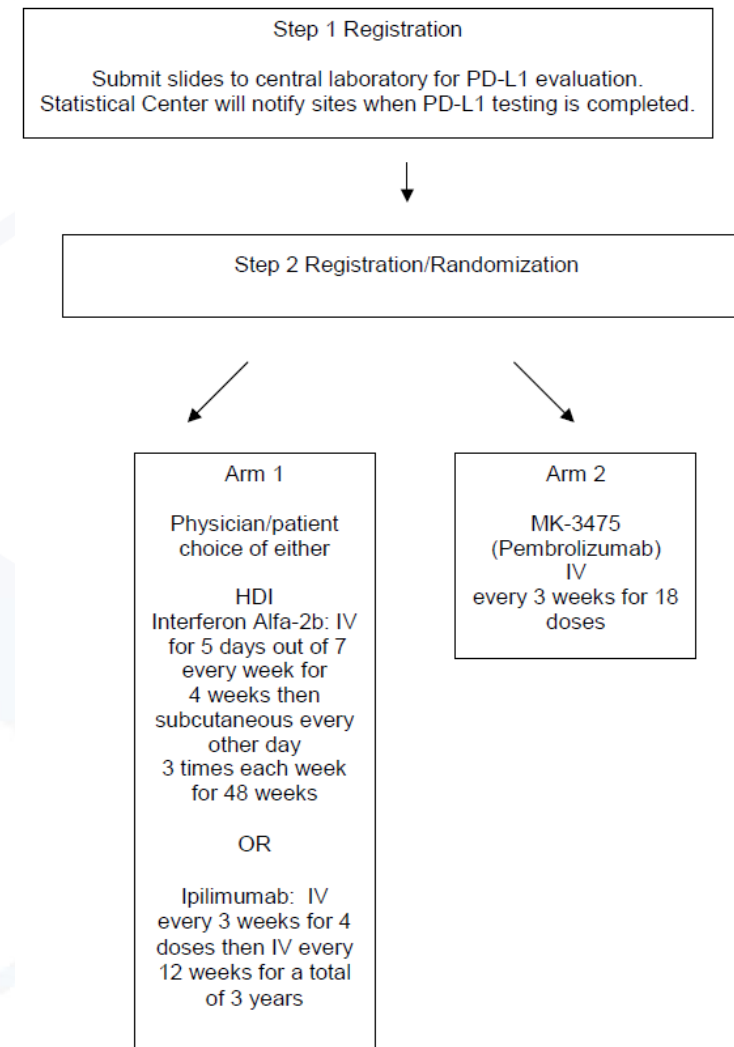 Step 1 Registration
Submit slides to central laboratory for PD-L1 evaluation.
Statistical Center will notify sites when PD-L1 testing is completed.
Step 2 Registration/Randomization
Arm 1
Physician/patient
choice of either
HDI
Interferon Alfa-2b: IV
for 5 days out of 7
every week for
4 weeks then
subcutaneous every
other day
3 times each week
for 48 weeks
OR
Ipilimumab: IV
every 3 weeks for 4
doses then IV every
12 weeks for a total
of 3 years
Arm 2
MK-3475
(Pembrolizumab)
IV
every 3 weeks for 18
doses